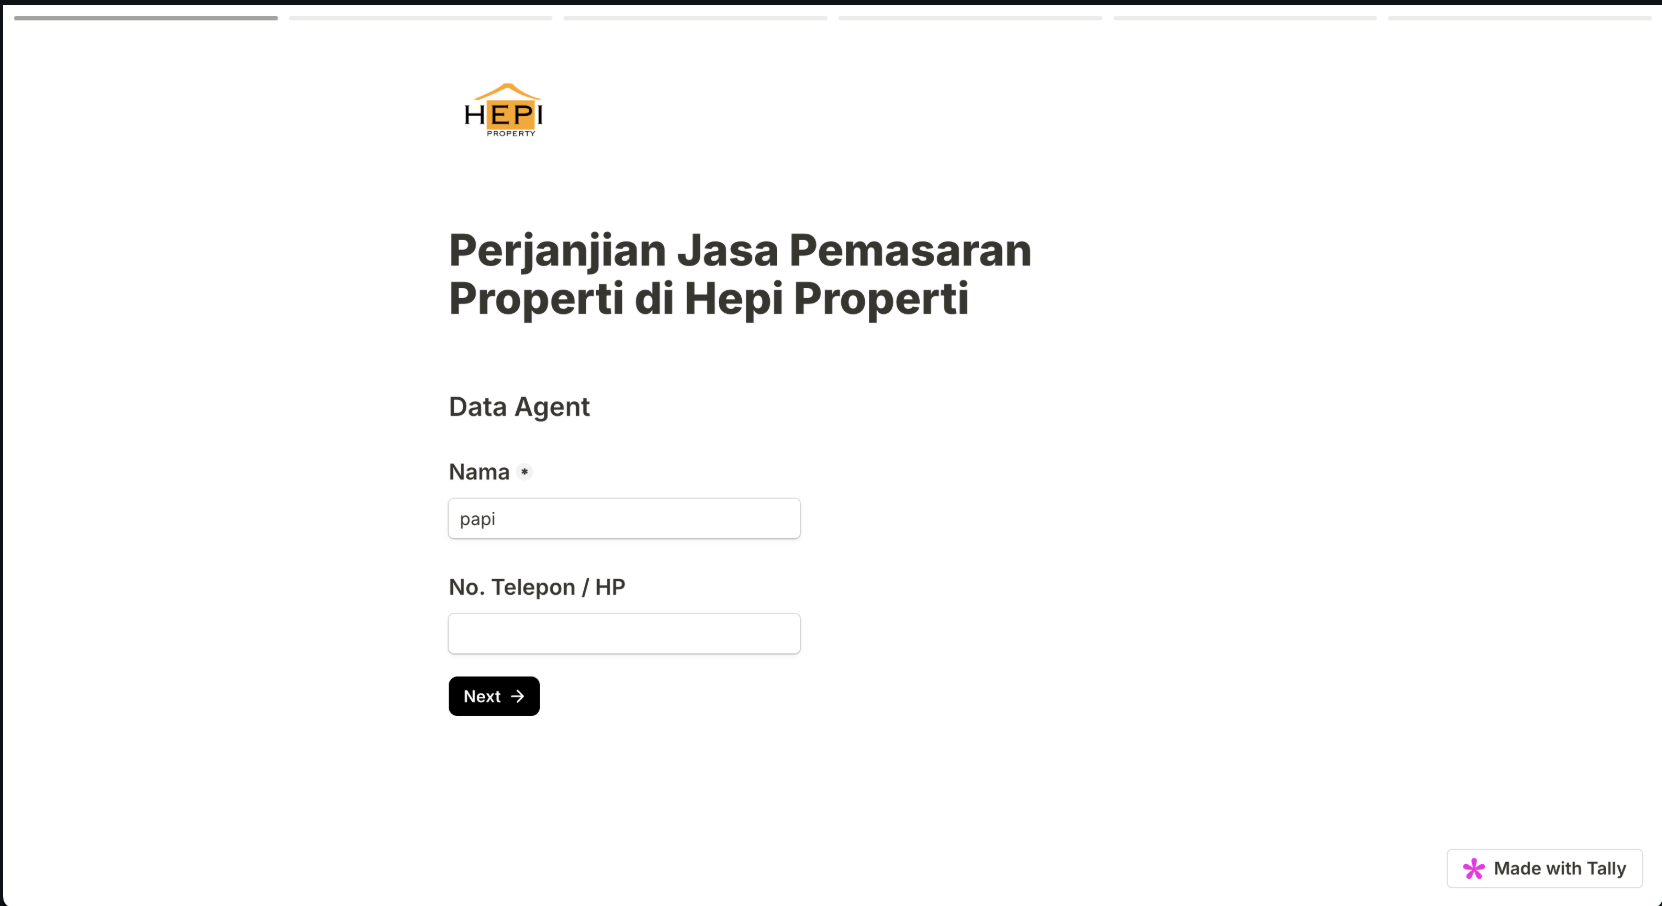 HEPI
PROPERTY
Perjanjian Jasa Pemasaran
Properti di Hepi Properti
Data Agent
Nama *
papi
No. Telepon / HP
Next →
Made with Tally